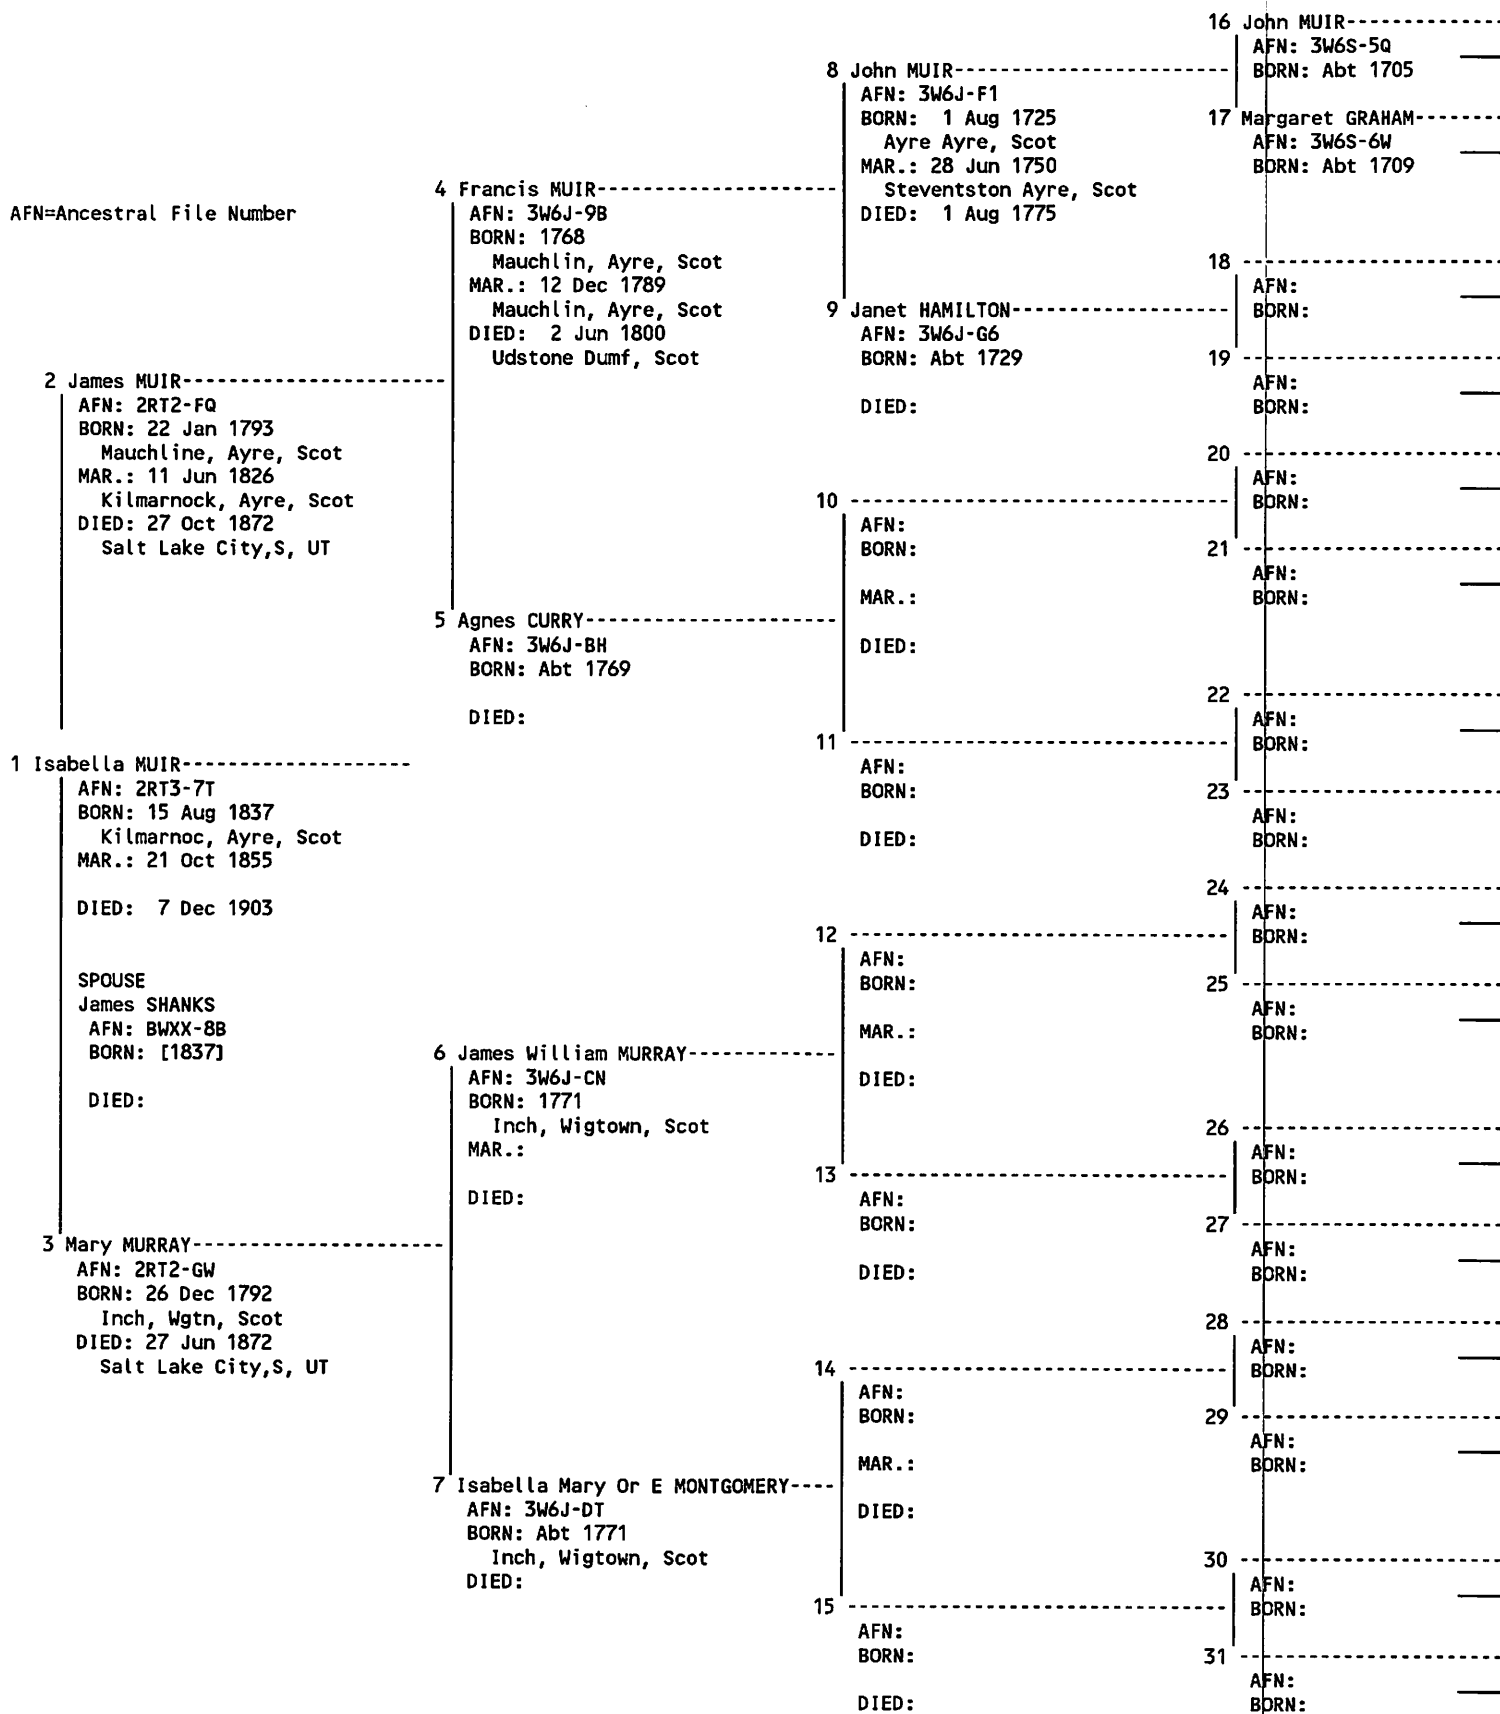 AFN=Ancestral File Number
1 Isabella MUIR-------------------
AFN: 2RT3-7T
BORN: 15 Aug 1837
Kilmarnoc, Ayre, Scot
MAR.: 21 Oct 1855
DIED:  7 Dec 1903
SPOUSE
James SHANKS
AFN: BWXX-8B
BORN: [1837]
DIED:
2 James MUIR----------------------
AFN: 2RT2-FQ
BORN: 22 Jan 1793
Mauchline, Ayre, Scot
MAR.: 11 Jun 1826
Kilmarnock, Ayre, Scot
DIED: 27 Oct 1872
Salt Lake City,S, UT
3 Mary MURRAY---------------------
AFN: 2RT2-GW
BORN: 26 Dec 1792
Inch, Wgtn, Scot
DIED: 27 Jun 1872
Salt Lake City,S, UT
4 Francis MUIR--------------------
AFN: 3W6J-9B
BORN: 1768
Mauchlin, Ayre, Scot
MAR.: 12 Dec 1789
Mauchlin, Ayre, Scot
DIED:  2 Jun 1800
Udstone Dumf, Scot
5 Agnes CURRY---------------------
AFN: 3W6J-BH
BORN: Abt 1769
DIED:
6 James William MURRAY------------
AFN: 3W6J-CN
BORN: 1771
Inch, Wigtown, Scot
MAR.:
DIED:
7 Isabella Mary Or E MONTGOMERY----
AFN: 3W6J-DT
BORN: Abt 1771
Inch, Wigtown, Scot
DIED:
8 John MUIR-----------------------
AFN: 3W6J-F1
BORN:  1 Aug 1725
Ayre Ayre, Scot
MAR.: 28 Jun 1750
Steventston Ayre, Scot
DIED:  1 Aug 1775
9 Janet HAMILTON------------------
AFN: 3W6J-G6
BORN: Abt 1729
DIED:
10 --------------------------------
AFN:
BORN:
MAR.:
DIED:
11 --------------------------------
AFN:
BORN:
DIED:
12 --------------------------------
AFN:
BORN:
MAR.:
DIED:
13 --------------------------------
AFN:
BORN:
DIED:
14 --------------------------------
AFN:
BORN:
MAR.:
DIED:
15 --------------------------------
AFN:
BORN:
DIED:
16 John MUIR-------------
AFN: 3W6S-5Q
BORN: Abt 1705
17 Margaret GRAHAM-------
AFN: 3W6S-6W
BORN: Abt 1709
18 ----------------------
AFN:
BORN:
19 ----------------------
AFN:
BORN:
20 ----------------------
AFN:
BORN:
21 ----------------------
AFN:
BORN:
22 ----------------------
AFN:
BORN:
23 ----------------------
AFN:
BORN:
24 ----------------------
AFN:
BORN:
25 ----------------------
AFN:
BORN:
26 ----------------------
AFN:
BORN:
27 ----------------------
AFN:
BORN:
28 ----------------------
AFN:
BORN:
29 ----------------------
AFN:
BORN:
30 ----------------------
AFN:
BORN:
31 ----------------------
AFN:
BORN: